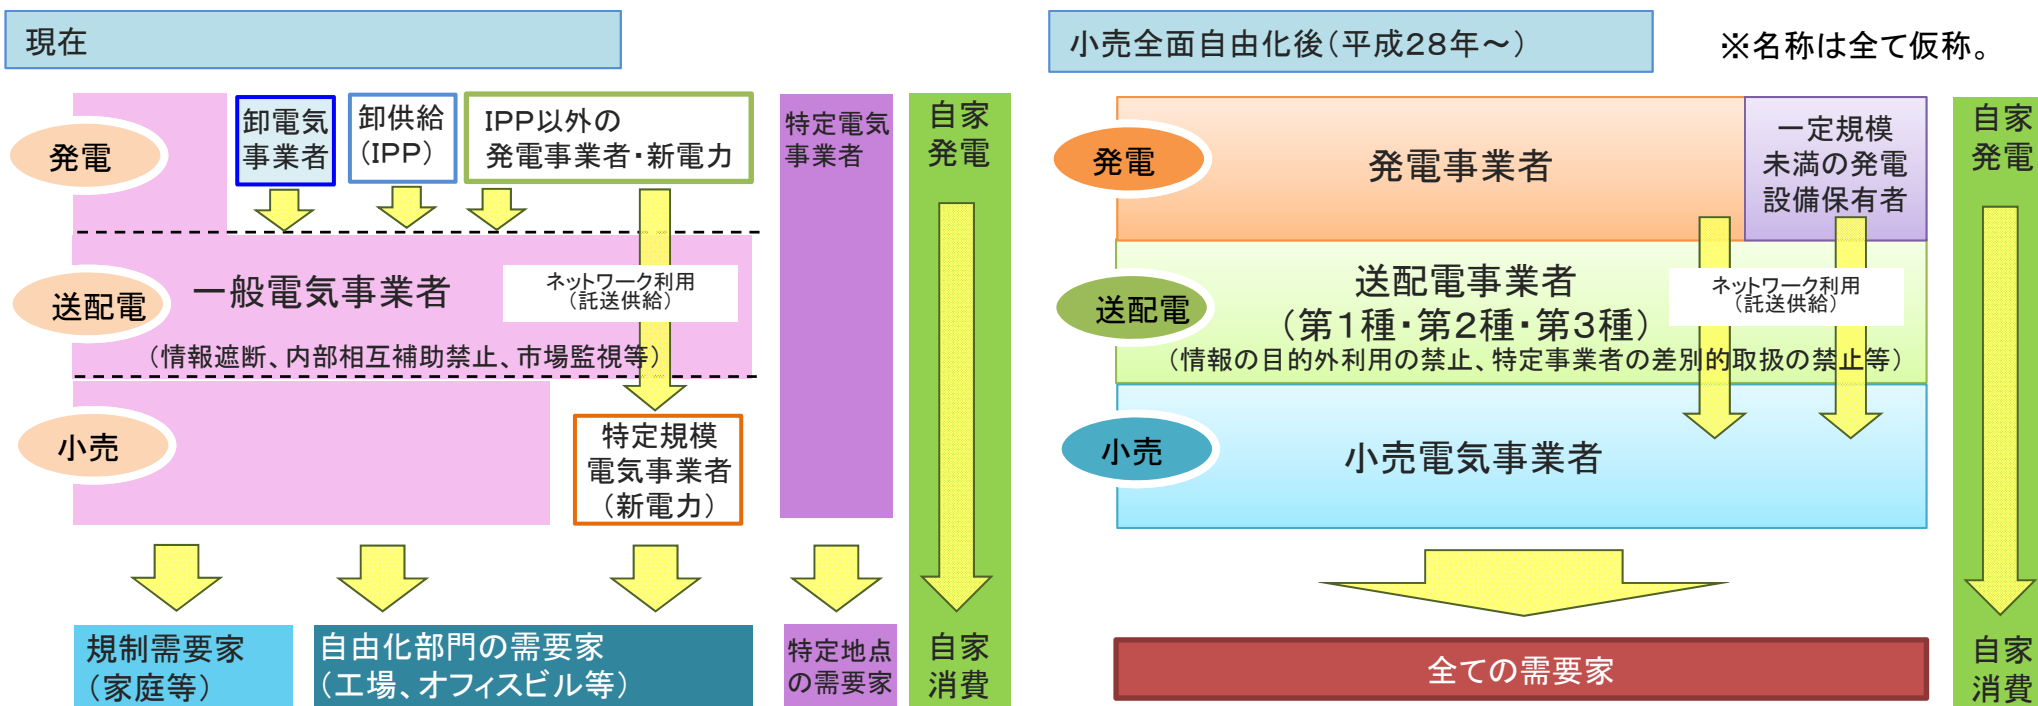 現在
発電
卸電気
事業者
卸供給
(IPP)
IPP以外の
発電事業者・新電力
特定電気
事業者
自家
発電
送配電
一般電気事業者
ネットワーク利用
(託送供給)
(情報遮断、内部相互補助禁止、市場監視等)
小売
特定規模
電気事業者
(新電力)
規制需要家
(家庭等)
自由化部門の需要家
(工場、オフィスビル等)
特定地点
の需要家
自家
消費
小売全面自由化後(平成28年~)
※名称は全て仮称。
発電
発電事業者
一定規模
未満の発電
設備保有者
自家
発電
送配電
送配電事業者
(第1種・第2種・第3種)
ネットワーク利用
(託送供給)
(情報の目的外利用の禁止、特定事業者の差別的取扱の禁止等)
小売
小売電気事業者
全ての需要家
自家
消費